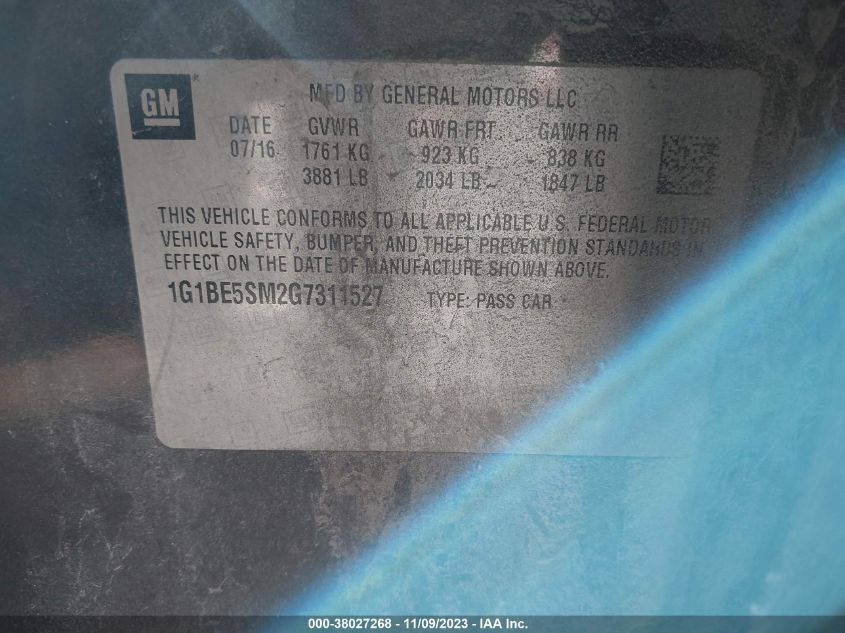 GM
MFD BY GENERAL MOTORS LLC
DATE GVWR GAWR FRT GAWR RR
07/16 1761 KG 923 KG 838 KG
3881 LB 2034 LB 1847 LB
THIS VEHICLE CONFORMS TO ALL APPLICABLE U.S. FEDERAL MOTOR
VEHICLE SAFETY, BUMPER, AND THEFT PREVENTION STANDARDS IN
EFFECT ON THE DATE OF MANUFACTURE SHOWN ABOVE.
1G1BE5SM2G7311527 TYPE: PASS CAR
000-38027268 - 11/09/2023 - IAA Inc.